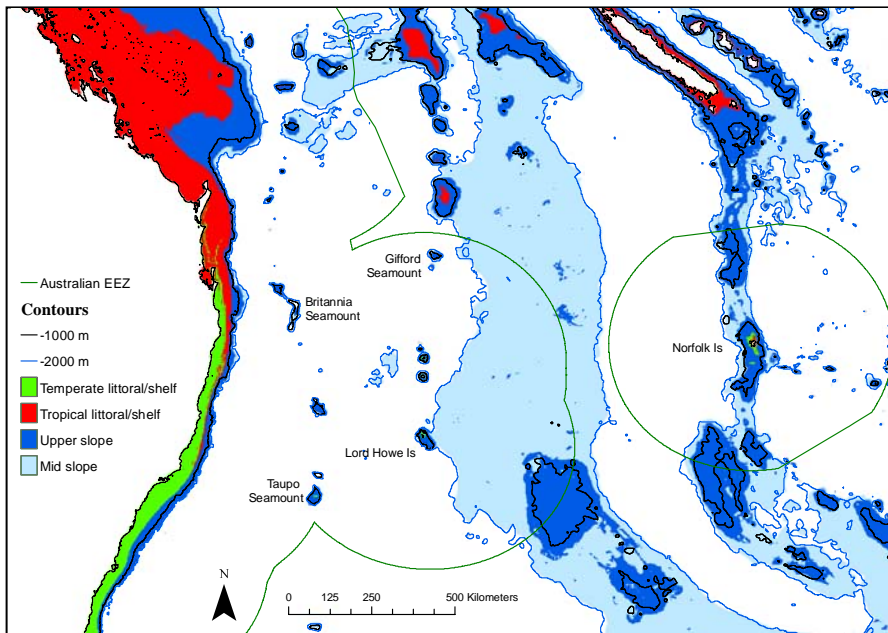 Gifford
Seamount
Australian EEZ
Contours
-1000 m
-2000 m
Temperate littoral/shelf
Tropical littoral/shelf
Upper slope
Mid slope
Britannia
Seamount
Norfolk Is
Lord Howe Is
Taupo
Seamount
N
0 125 250 500 Kilometers